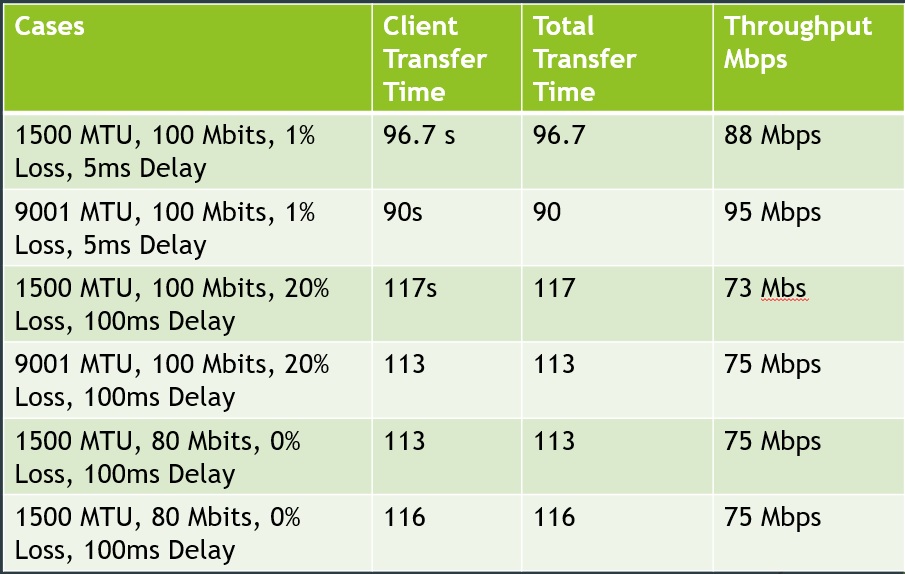 Cases
Client
Transfer
Time
Total
Transfer
Time
Throughput
Mbps
1500 MTU, 100 Mbits, 1%
Loss, 5ms Delay
96.7 s
96.7
88 Mbps
9001 MTU, 100 Mbits, 1%
Loss, 5ms Delay
90s
90
95 Mbps
1500 MTU, 100 Mbits, 20%
Loss, 100ms Delay
117s
117
73 Mbs
9001 MTU, 100 Mbits, 20%
Loss, 100ms Delay
113
113
75 Mbps
1500 MTU, 80 Mbits, 0%
Loss, 100ms Delay
113
113
75 Mbps
1500 MTU, 80 Mbits, 0%
Loss, 100ms Delay
116
116
75 Mbps